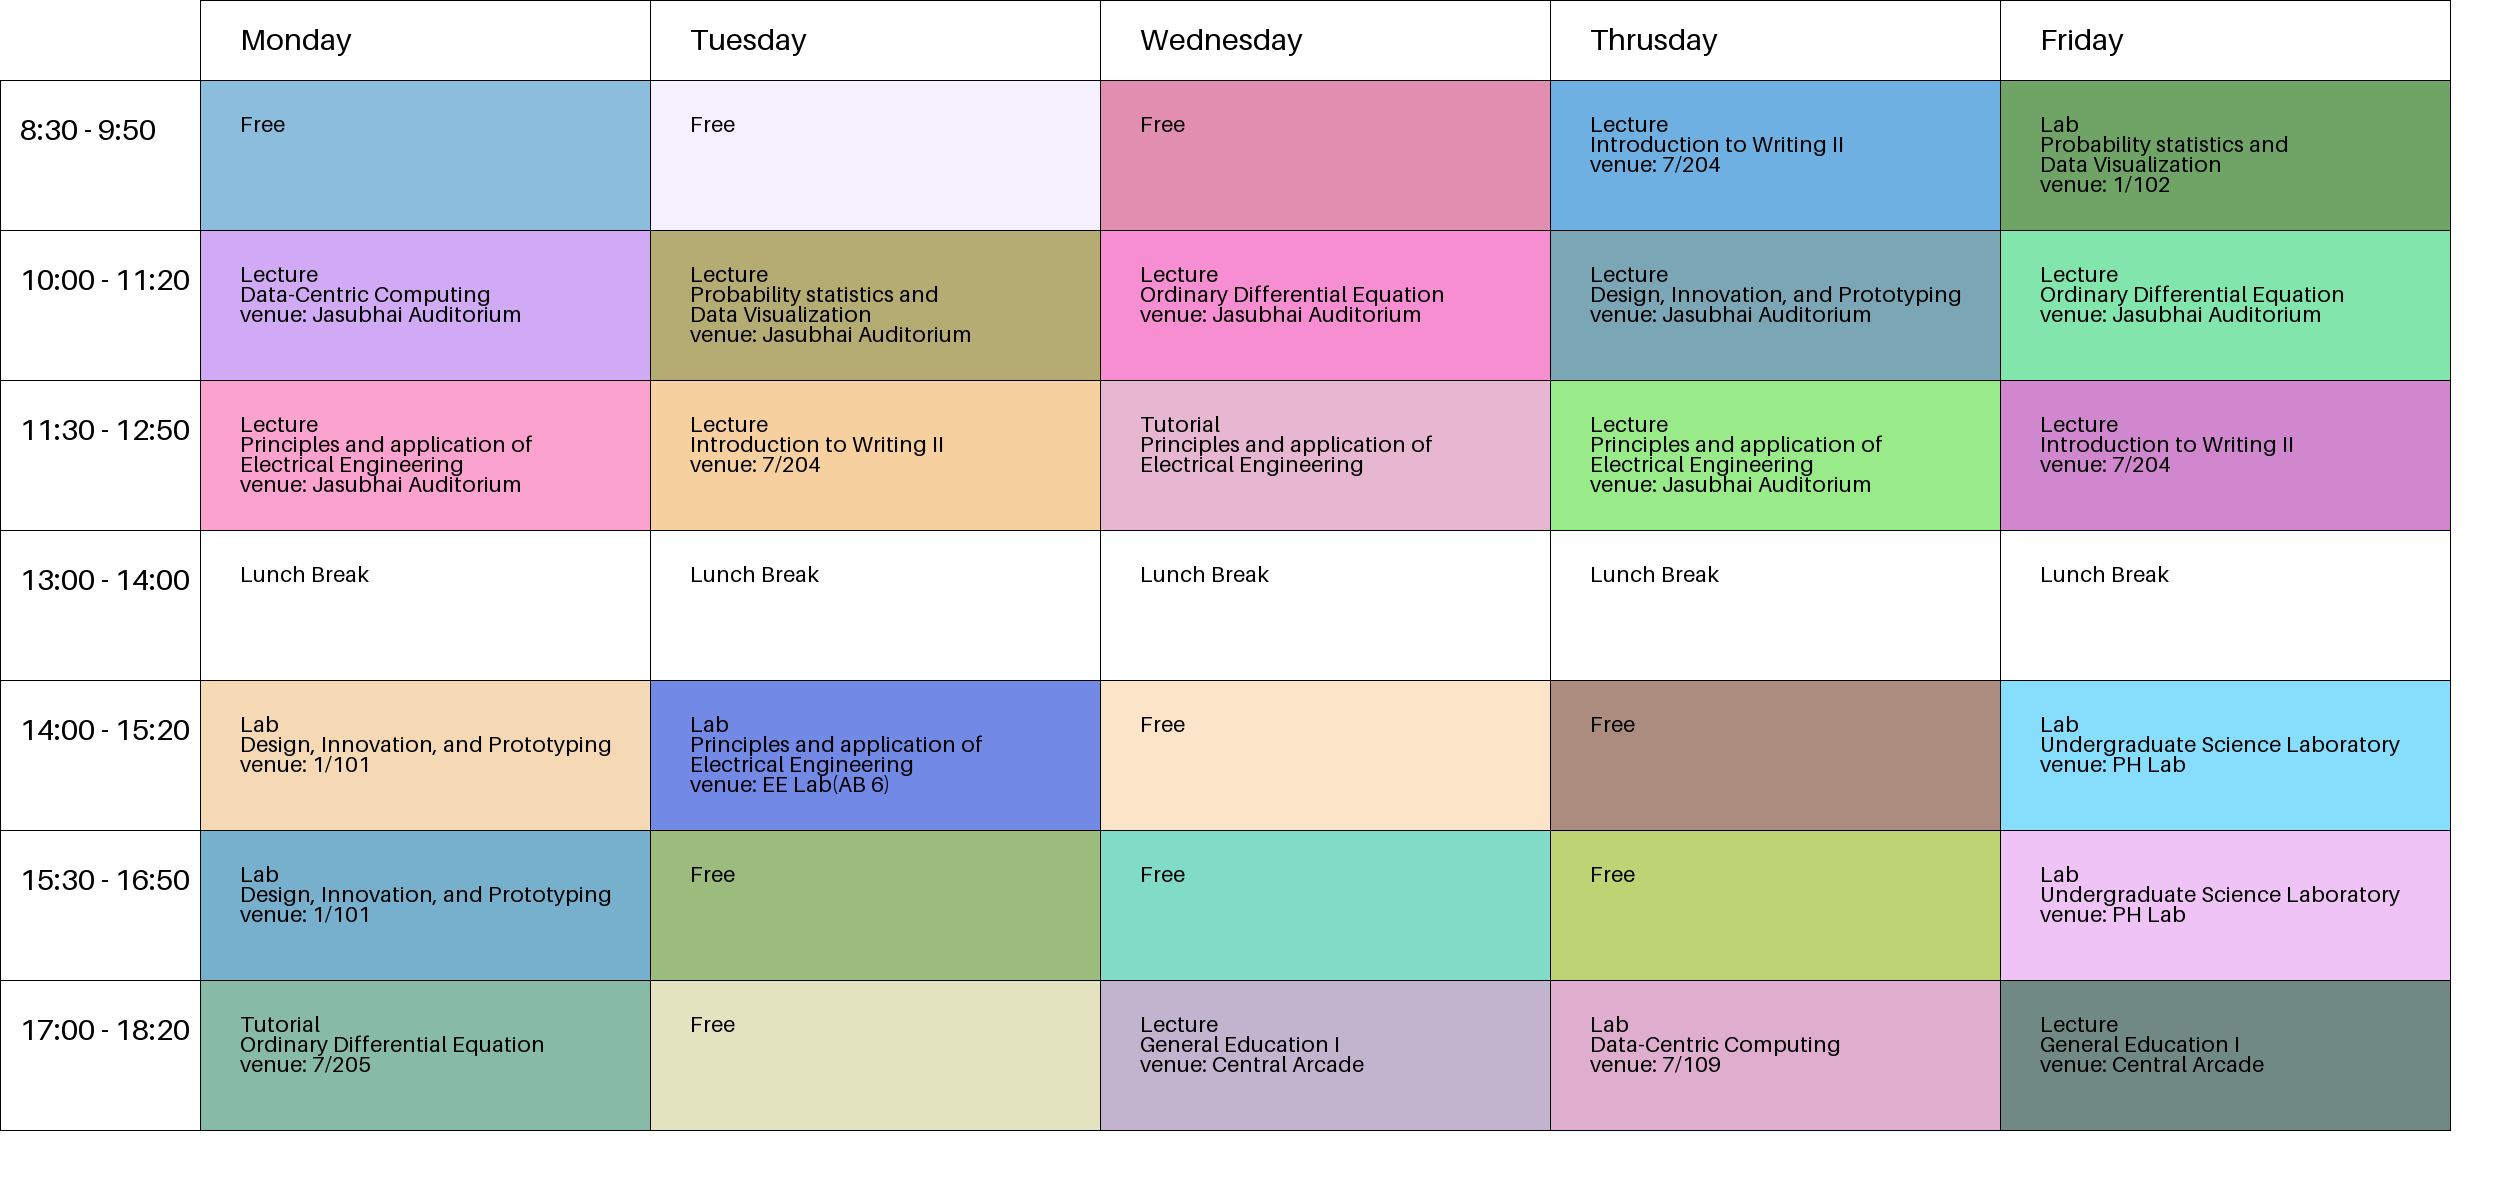 Monday
Tuesday
Wednesday
Thrusday
Friday
8:30 - 9:50
Free
Free
Free
Lecture
Introduction to Writing II
venue: 7/204
Lab
Probability statistics and
Data Visualization
venue: 1/102
10:00 - 11:20
Lecture
Data-Centric Computing
venue: Jasubhai Auditorium
Lecture
Probability statistics and
Data Visualization
venue: Jasubhai Auditorium
Lecture
Ordinary Differential Equation
venue: Jasubhai Auditorium
Lecture
Design, Innovation, and Prototyping
venue: Jasubhai Auditorium
Lecture
Ordinary Differential Equation
venue: Jasubhai Auditorium
11:30 - 12:50
Lecture
Principles and application of
Electrical Engineering
venue: Jasubhai Auditorium
Lecture
Introduction to Writing II
venue: 7/204
Tutorial
Principles and application of
Electrical Engineering
Lecture
Principles and application of
Electrical Engineering
venue: Jasubhai Auditorium
Lecture
Introduction to Writing II
venue: 7/204
13:00 - 14:00
Lunch Break
Lunch Break
Lunch Break
Lunch Break
Lunch Break
14:00 - 15:20
Lab
Design, Innovation, and Prototyping
venue: 1/101
Lab
Principles and application of
Electrical Engineering
venue: EE Lab(AB 6)
Free
Free
Lab
Undergraduate Science Laboratory
venue: PH Lab
15:30 - 16:50
Lab
Design, Innovation, and Prototyping
venue: 1/101
Free
Free
Free
Lab
Undergraduate Science Laboratory
venue: PH Lab
17:00 - 18:20
Tutorial
Ordinary Differential Equation
venue: 7/205
Free
Lecture
General Education I
venue: Central Arcade
Lab
Data-Centric Computing
venue: 7/109
Lecture
General Education I
venue: Central Arcade